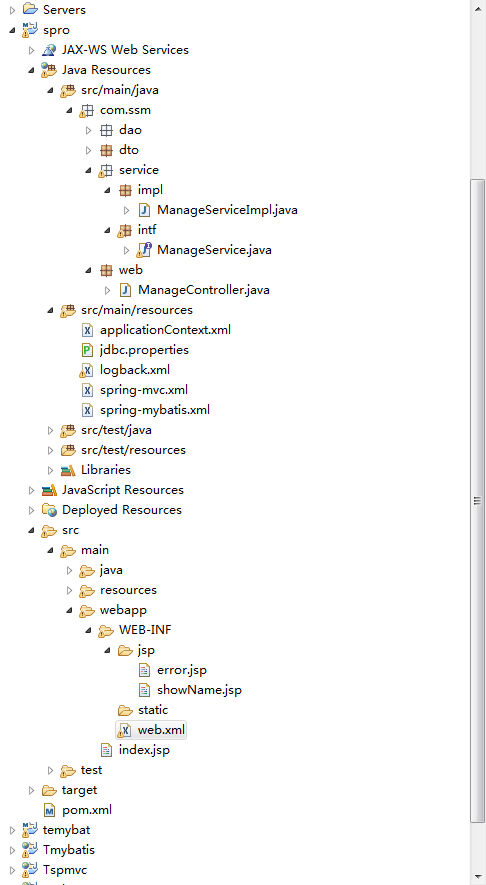 Servers
spro
JAX-WS Web Services
Java Resources
src/main/java
com.ssm
dao
dto
service
impl
ManageServiceImpl.java
intf
ManageService.java
web
ManageController.java
src/main/resources
applicationContext.xml
jdbc.properties
logback.xml
spring-mvc.xml
spring-mybatis.xml
src/test/java
src/test/resources
Libraries
JavaScript Resources
Deployed Resources
src
main
java
resources
webapp
WEB-INF
jsp
error.jsp
showName.jsp
static
web.xml
index.jsp
test
target
pom.xml
temybat
Tmybatis
Tspmvc